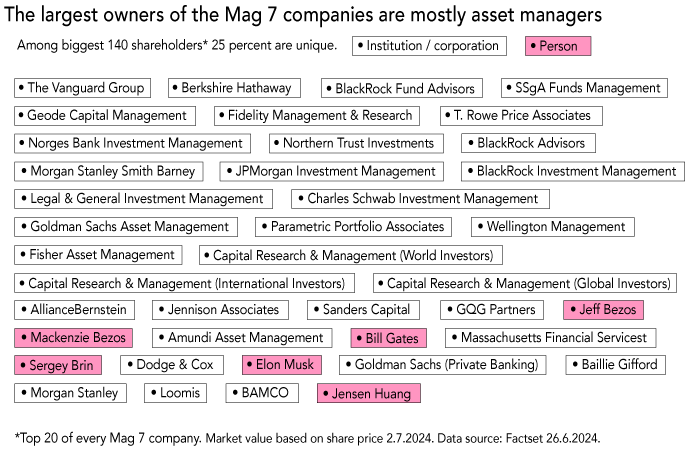 The largest owners of the Mag 7 companies are mostly asset managers
Among biggest 140 shareholders* 25 percent are unique. • Institution / corporation • Person
• The Vanguard Group • Berkshire Hathaway • BlackRock Fund Advisors • SSgA Funds Management
• Geode Capital Management • Fidelity Management & Research • T. Rowe Price Associates
• Norges Bank Investment Management • Northern Trust Investments • BlackRock Advisors
• Morgan Stanley Smith Barney • JPMorgan Investment Management • BlackRock Investment Management
• Legal & General Investment Management • Charles Schwab Investment Management
• Goldman Sachs Asset Management • Parametric Portfolio Associates • Wellington Management
• Fisher Asset Management • Capital Research & Management (World Investors)
• Capital Research & Management (International Investors) • Capital Research & Management (Global Investors)
• AllianceBernstein • Jennison Associates • Sanders Capital • GQG Partners • Jeff Bezos
• Mackenzie Bezos • Amundi Asset Management • Bill Gates • Massachusetts Financial Servicest
• Sergey Brin • Dodge & Cox • Elon Musk • Goldman Sachs (Private Banking) • Baillie Gifford
• Morgan Stanley • Loomis • BAMCO • Jensen Huang
*Top 20 of every Mag 7 company. Market value based on share price 2.7.2024. Data source: Factset 26.6.2024.